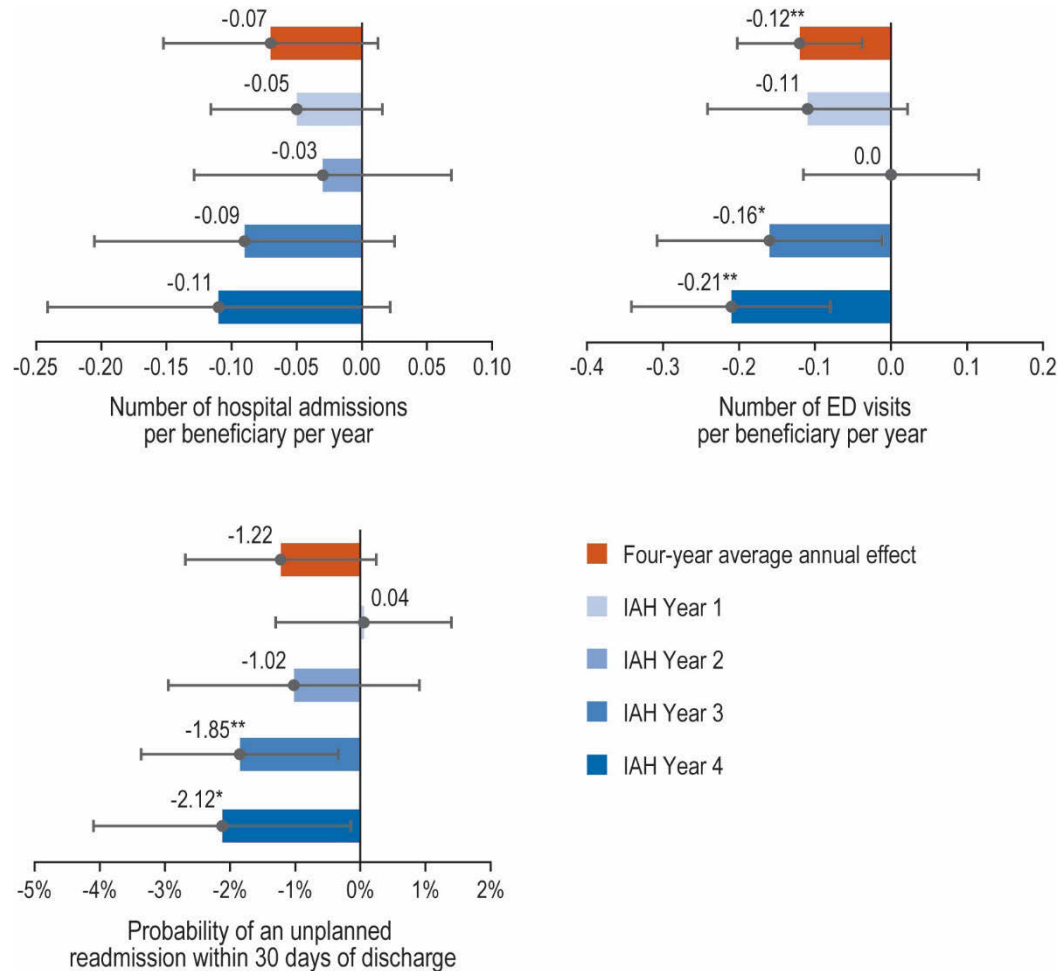 -0.07
-0.05
-0.03
-0.09
-0.11
-0.25 -0.20 -0.15 -0.10 -0.05 0.00 0.05 0.10
Number of hospital admissions
per beneficiary per year
-0.12**
-0.11
0.0
-0.16*
-0.21**
-0.4 -0.3 -0.2 -0.1 0.0 0.1 0.2
Number of ED visits
per beneficiary per year
-1.22
0.04
-1.02
-1.85**
-2.12*
-5% -4% -3% -2% -1% 0% 1% 2%
Probability of an unplanned
readmission within 30 days of discharge
Four-year average annual effect
IAH Year 1
IAH Year 2
IAH Year 3
IAH Year 4